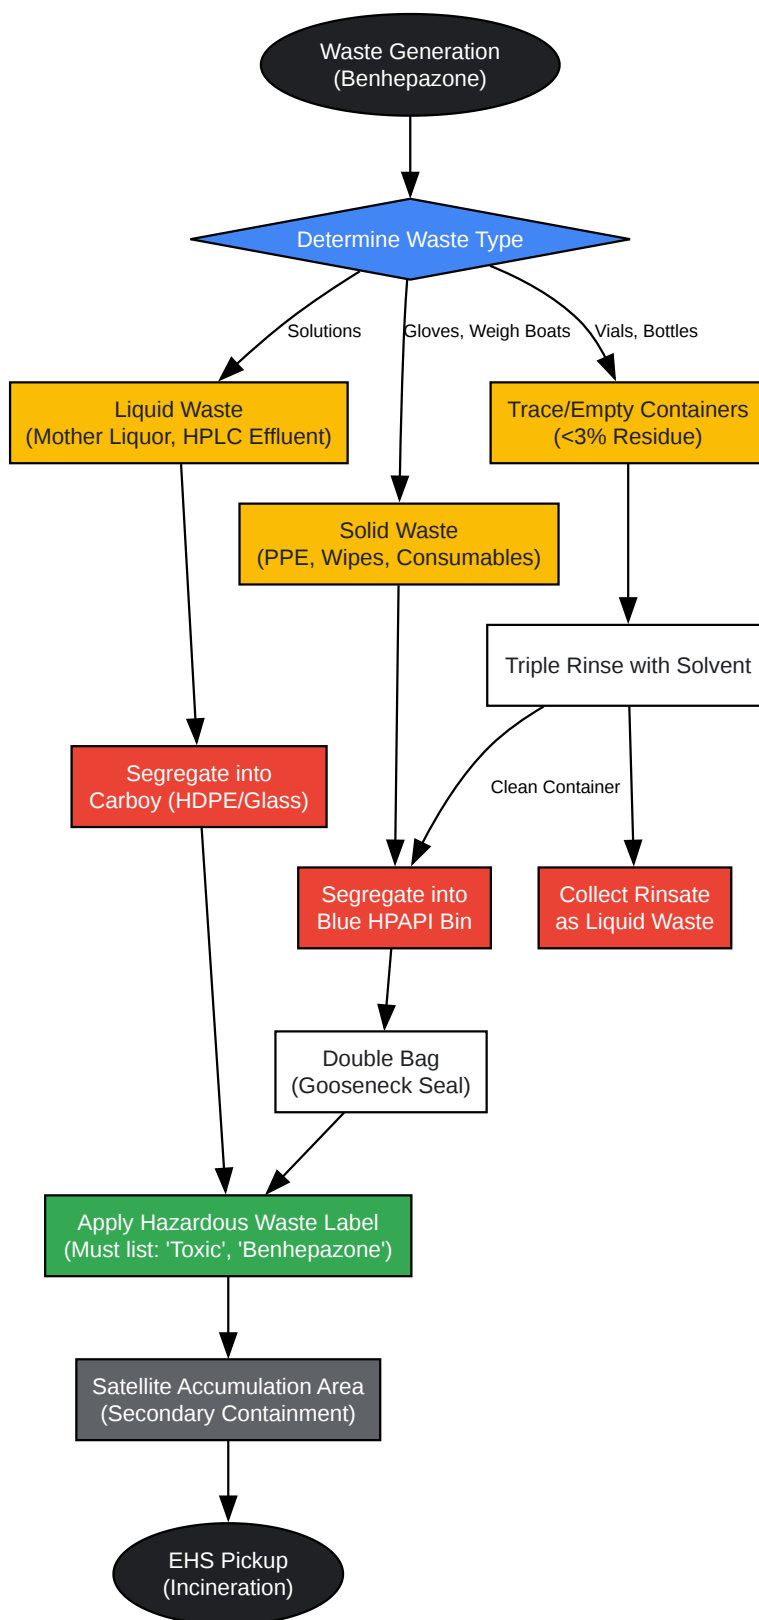 Waste Generation
(Benhepazone)
Determine Waste Type
Solutions
Gloves, Weigh Boats
Vials, Bottles
Liquid Waste
(Mother Liquor, HPLC Effluent)
Trace/Empty Containers
(<3% Residue)
Solid Waste
(PPE, Wipes, Consumables)
Triple Rinse with Solvent
Segregate into
Carboy (HDPE/Glass)
Clean Container
Segregate into
Blue HPAPI Bin
Collect Rinsate
as Liquid Waste
Double Bag
(Gooseneck Seal)
Apply Hazardous Waste Label
(Must list: 'Toxic', 'Benhepazone')
Satellite Accumulation Area
(Secondary Containment)
EHS Pickup
(Incineration)